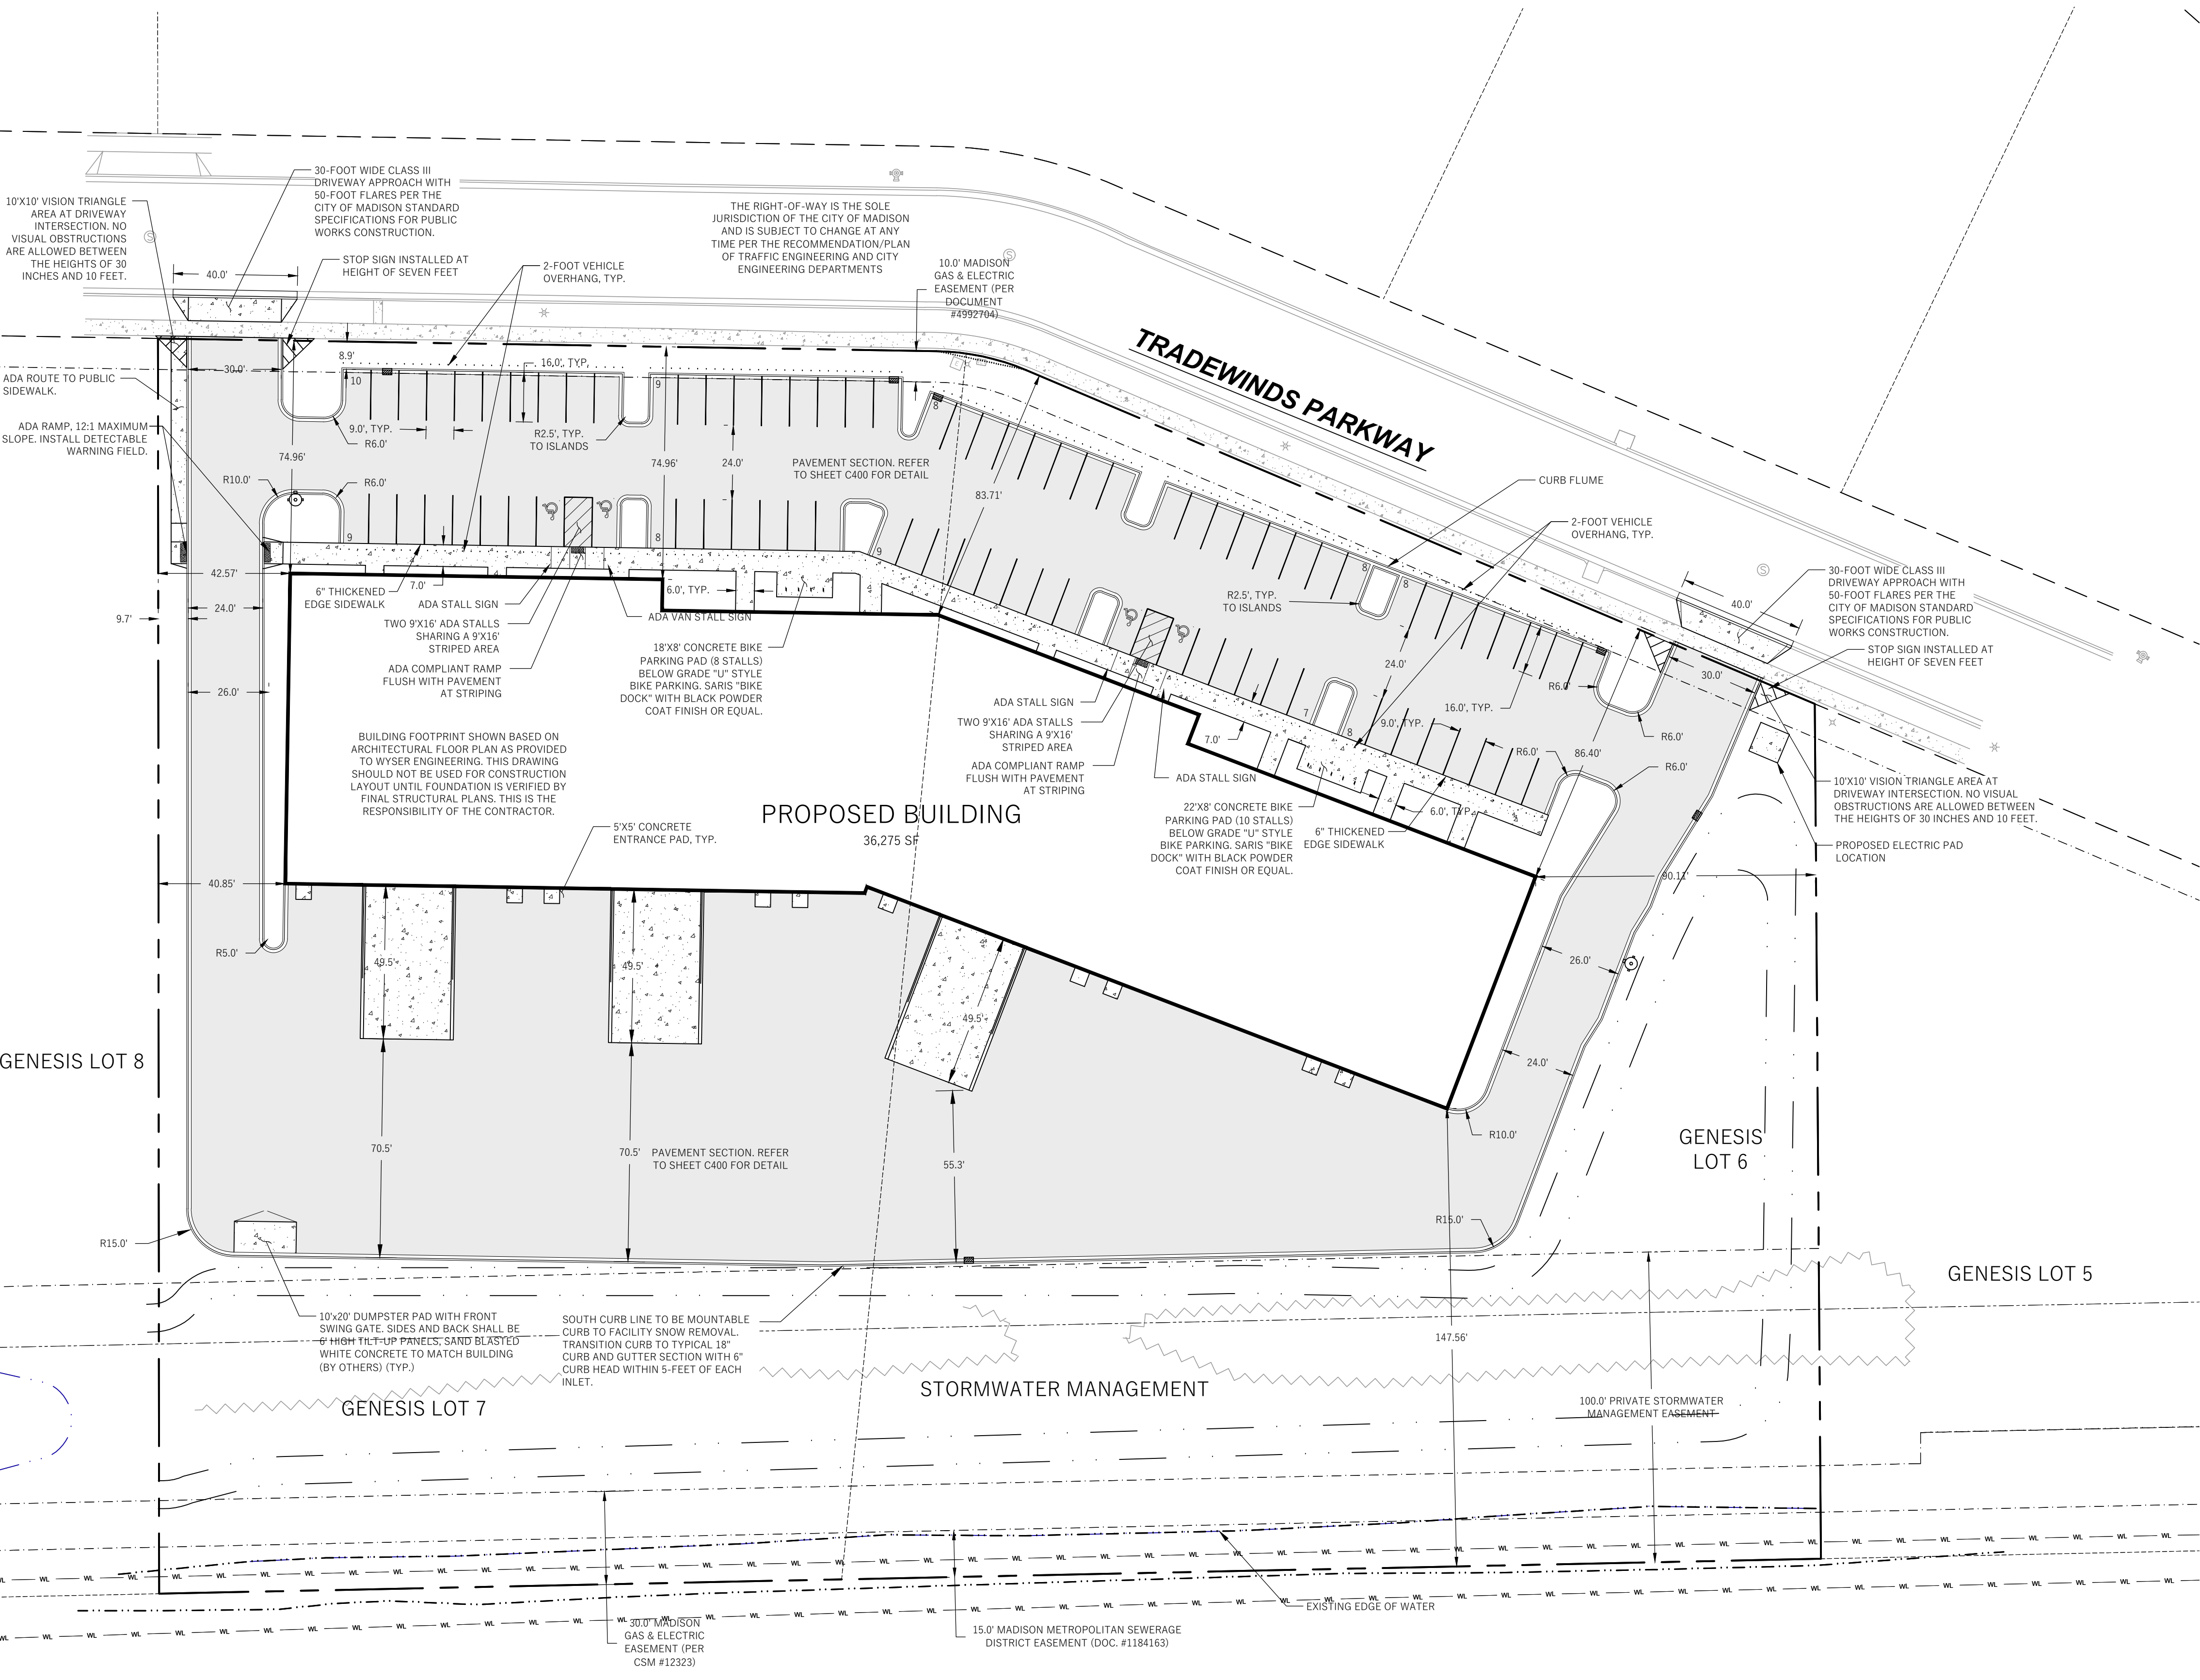 30-FOOT WIDE CLASS III
DRIVEWAY APPROACH WITH
50-FOOT FLARES PER THE
CITY OF MADISON STANDARD
SPECIFICATIONS FOR PUBLIC
WORKS CONSTRUCTION.
10'X10' VISION TRIANGLE
AREA AT DRIVEWAY
INTERSECTION. NO
VISUAL OBSTRUCTIONS
ARE ALLOWED BETWEEN
THE HEIGHTS OF 30
INCHES AND 10 FEET.
THE RIGHT-OF-WAY IS THE SOLE
JURISDICTION OF THE CITY OF MADISON
AND IS SUBJECT TO CHANGE AT ANY
TIME PER THE RECOMMENDATION/PLAN
OF TRAFFIC ENGINEERING AND CITY
ENGINEERING DEPARTMENTS
S
S
40.0'
STOP SIGN INSTALLED AT
HEIGHT OF SEVEN FEET
2-FOOT VEHICLE
OVERHANG, TYP.
10.0' MADISON
GAS & ELECTRIC
EASEMENT (PER
DOCUMENT
#4992704)
TRADEWINDS PARKWAY
8.9'
30.0'
10
16.0', TYP.
9
8
E
ADA ROUTE TO PUBLIC
SIDEWALK.
ADA RAMP, 12:1 MAXIMUM
SLOPE. INSTALL DETECTABLE
WARNING FIELD.
9.0', TYP.
R6.0'
R2.5', TYP.
TO ISLANDS
74.96'
74.96'
24.0'
PAVEMENT SECTION. REFER
TO SHEET C400 FOR DETAIL
83.71'
R10.0'
R6.0'
CURB FLUME
2-FOOT VEHICLE
OVERHANG, TYP.
9
8
9
8
8
S
42.57'
24.0'
9.7'
26.0'
6" THICKENED
EDGE SIDEWALK
7.0'
ADA STALL SIGN
TWO 9'X16' ADA STALLS
SHARING A 9'X16'
STRIPED AREA
ADA COMPLIANT RAMP
FLUSH WITH PAVEMENT
AT STRIPING
6.0', TYP.
ADA VAN STALL SIGN
18'X8' CONCRETE BIKE
PARKING PAD (8 STALLS)
BELOW GRADE "U" STYLE
BIKE PARKING. SARIS "BIKE
DOCK" WITH BLACK POWDER
COAT FINISH OR EQUAL.
R2.5', TYP.
TO ISLANDS
30-FOOT WIDE CLASS III
DRIVEWAY APPROACH WITH
50-FOOT FLARES PER THE
CITY OF MADISON STANDARD
SPECIFICATIONS FOR PUBLIC
WORKS CONSTRUCTION.
40.0'
STOP SIGN INSTALLED AT
HEIGHT OF SEVEN FEET
30.0'
24.0'
R6.0'
16.0', TYP.
9.0', TYP.
R6.0'
R6.0'
86.40'
R6.0'
7
8
ADA STALL SIGN
TWO 9'X16' ADA STALLS
SHARING A 9'X16'
STRIPED AREA
ADA COMPLIANT RAMP
FLUSH WITH PAVEMENT
AT STRIPING
7.0'
ADA STALL SIGN
22'X8' CONCRETE BIKE
PARKING PAD (10 STALLS)
BELOW GRADE "U" STYLE
BIKE PARKING. SARIS "BIKE
DOCK" WITH BLACK POWDER
COAT FINISH OR EQUAL.
6" THICKENED
EDGE SIDEWALK
6.0', TYP.
10'X10' VISION TRIANGLE AREA AT
DRIVEWAY INTERSECTION. NO VISUAL
OBSTRUCTIONS ARE ALLOWED BETWEEN
THE HEIGHTS OF 30 INCHES AND 10 FEET.
PROPOSED ELECTRIC PAD
LOCATION
BUILDING FOOTPRINT SHOWN BASED ON
ARCHITECTURAL FLOOR PLAN AS PROVIDED
TO WYSER ENGINEERING. THIS DRAWING
SHOULD NOT BE USED FOR CONSTRUCTION
LAYOUT UNTIL FOUNDATION IS VERIFIED BY
FINAL STRUCTURAL PLANS. THIS IS THE
RESPONSIBILITY OF THE CONTRACTOR.
PROPOSED BUILDING
36,275 SF
5'X5' CONCRETE
ENTRANCE PAD, TYP.
40.85'
90.11'
R5.0'
49.5'
49.5'
49.5'
26.0'
24.0'
GENESIS LOT 8
70.5'
70.5'
PAVEMENT SECTION. REFER
TO SHEET C400 FOR DETAIL
55.3'
R10.0'
GENESIS
LOT 6
R15.0'
R15.0'
GENESIS LOT 5
10'x20' DUMPSTER PAD WITH FRONT
SWING GATE. SIDES AND BACK SHALL BE
6' HIGH TILT-UP PANELS, SAND BLASTED
WHITE CONCRETE TO MATCH BUILDING
(BY OTHERS) (TYP.)
SOUTH CURB LINE TO BE MOUNTABLE
CURB TO FACILITY SNOW REMOVAL.
TRANSITION CURB TO TYPICAL 18"
CURB AND GUTTER SECTION WITH 6"
CURB HEAD WITHIN 5-FEET OF EACH
INLET.
147.56'
STORMWATER MANAGEMENT
GENESIS LOT 7
100.0' PRIVATE STORMWATER
MANAGEMENT EASEMENT
EXISTING EDGE OF WATER
30.0' MADISON
GAS & ELECTRIC
EASEMENT (PER
CSM #12323)
15.0' MADISON METROPOLITAN SEWERAGE
DISTRICT EASEMENT (DOC. #1184163)